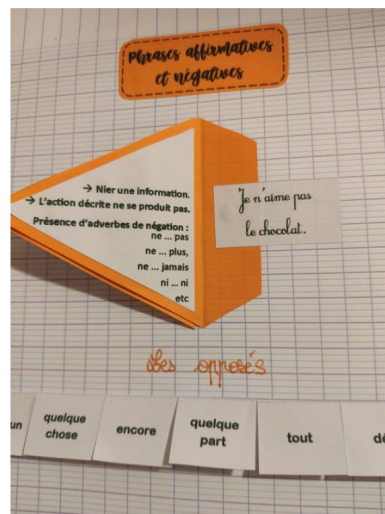 Phrases affirmatives
et négatives
→ Nier une information.
→ L'action décrite ne se produit pas.
Présence d'adverbes de négation :
ne ... pas
ne ... plus,
ne ... jamais
ni ... ni
etc
Je n'aime pas
le chocolat.
Les opposés
un
quelque
chose
encore
quelque
part
tout
dé